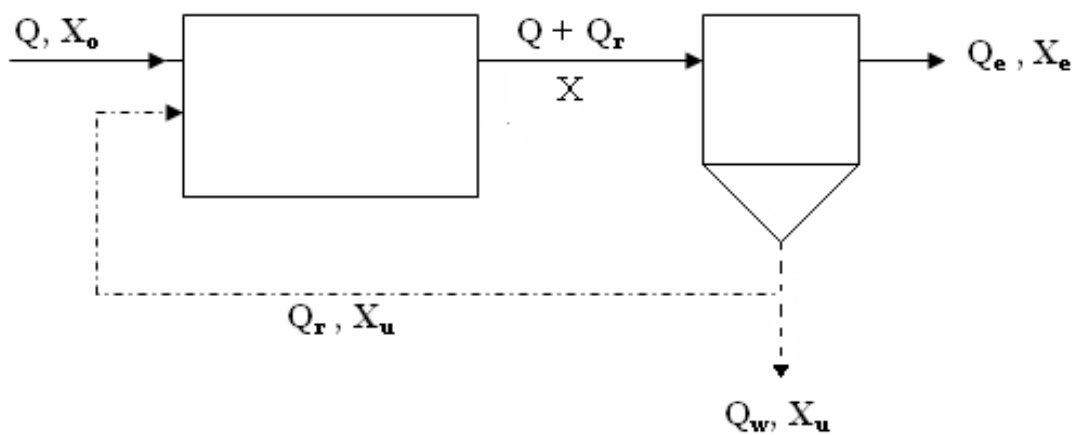 Q, Xo
Q + Qr
X
Qe , Xe
Qr , Xu
Qw, Xu